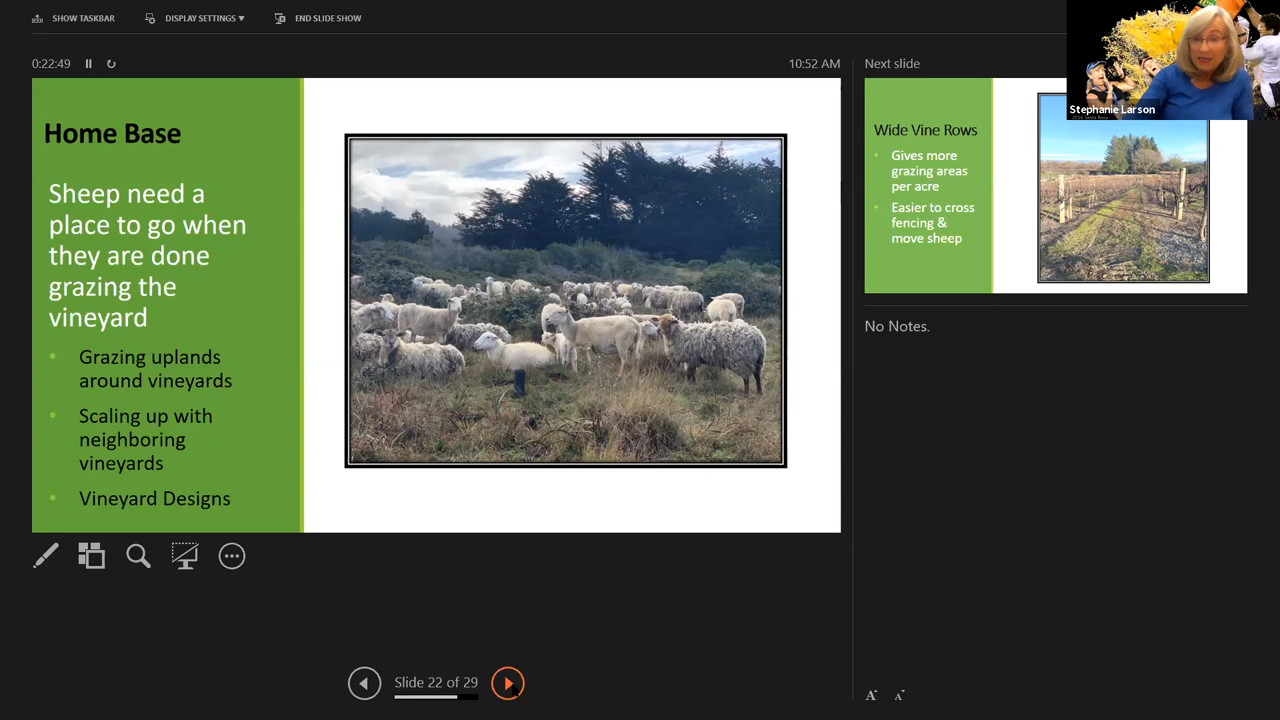 SHOW TASKBAR
DISPLAY SETTINGS ▼
END SLIDE SHOW
0:22:49
10:52 AM
Home Base
Sheep need a
place to go when
they are done
grazing the
vineyard
• Grazing uplands
around vineyards
• Scaling up with
neighboring
vineyards
• Vineyard Designs
Slide 22 of 29
Next slide
Wide Vine Rows
• Gives more
grazing areas
per acre
• Easier to cross
fencing &
move sheep
No Notes.
A A
Stephanie Larson